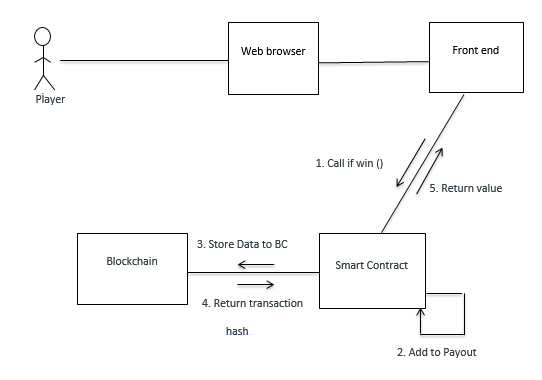 Web browser
Front end
Player
1. Call if win ()
5. Return value
3. Store Data to BC
Blockchain
Smart Contract
4. Return transaction
hash
2. Add to Payout